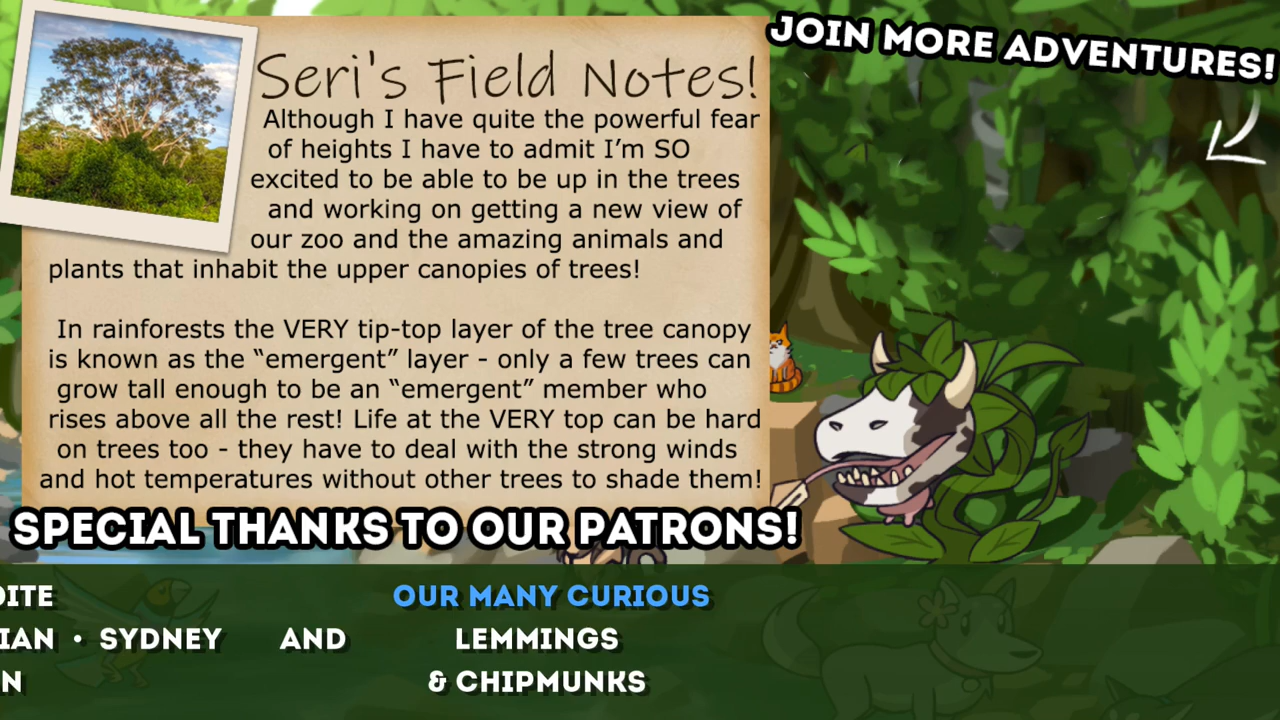 Seri's Field Notes!
Although I have quite the powerful fear
of heights I have to admit I’m SO
excited to be able to be up in the trees
and working on getting a new view of
our zoo and the amazing animals and
plants that inhabit the upper canopies of trees!
In rainforests the VERY tip-top layer of the tree canopy
is known as the “emergent” layer - only a few trees can
grow tall enough to be an “emergent” member who
rises above all the rest! Life at the VERY top can be hard
on trees too - they have to deal with the strong winds
and hot temperatures without other trees to shade them!
JOIN MORE ADVENTURES!
SPECIAL THANKS TO OUR PATRONS!
DITE
IAN • SYDNEY AND
N
OUR MANY CURIOUS
LEMMINGS
& CHIPMUNKS